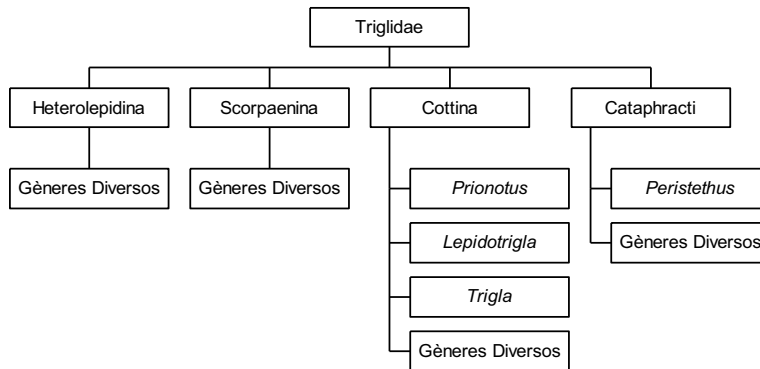 Triglidae
Heterolepidina
Scorpaenina
Cottina
Cataphracti
Gèneres Diversos
Gèneres Diversos
Prionotus
Peristethus
Lepidotrigla
Gèneres Diversos
Trigla
Gèneres Diversos